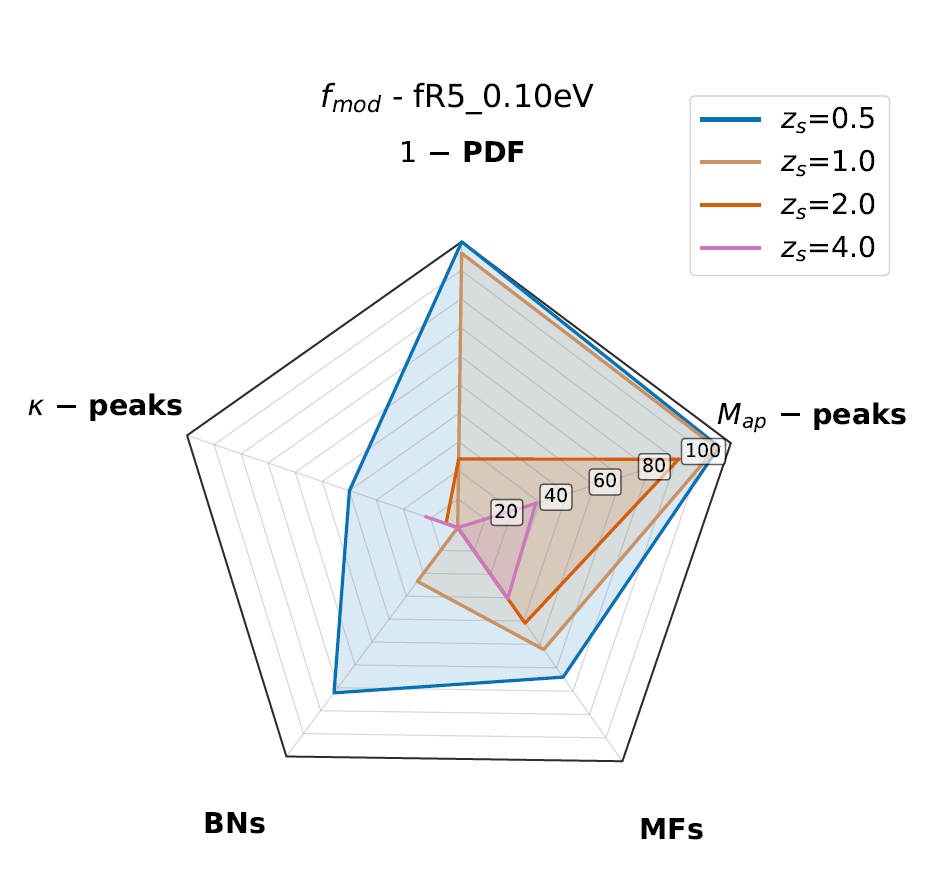 f_mod - fR5_0.10eV
1 − PDF
z_s=0.5
z_s=1.0
z_s=2.0
z_s=4.0
κ − peaks
M_ap − peaks
100
80
60
40
20
BNs
MFs